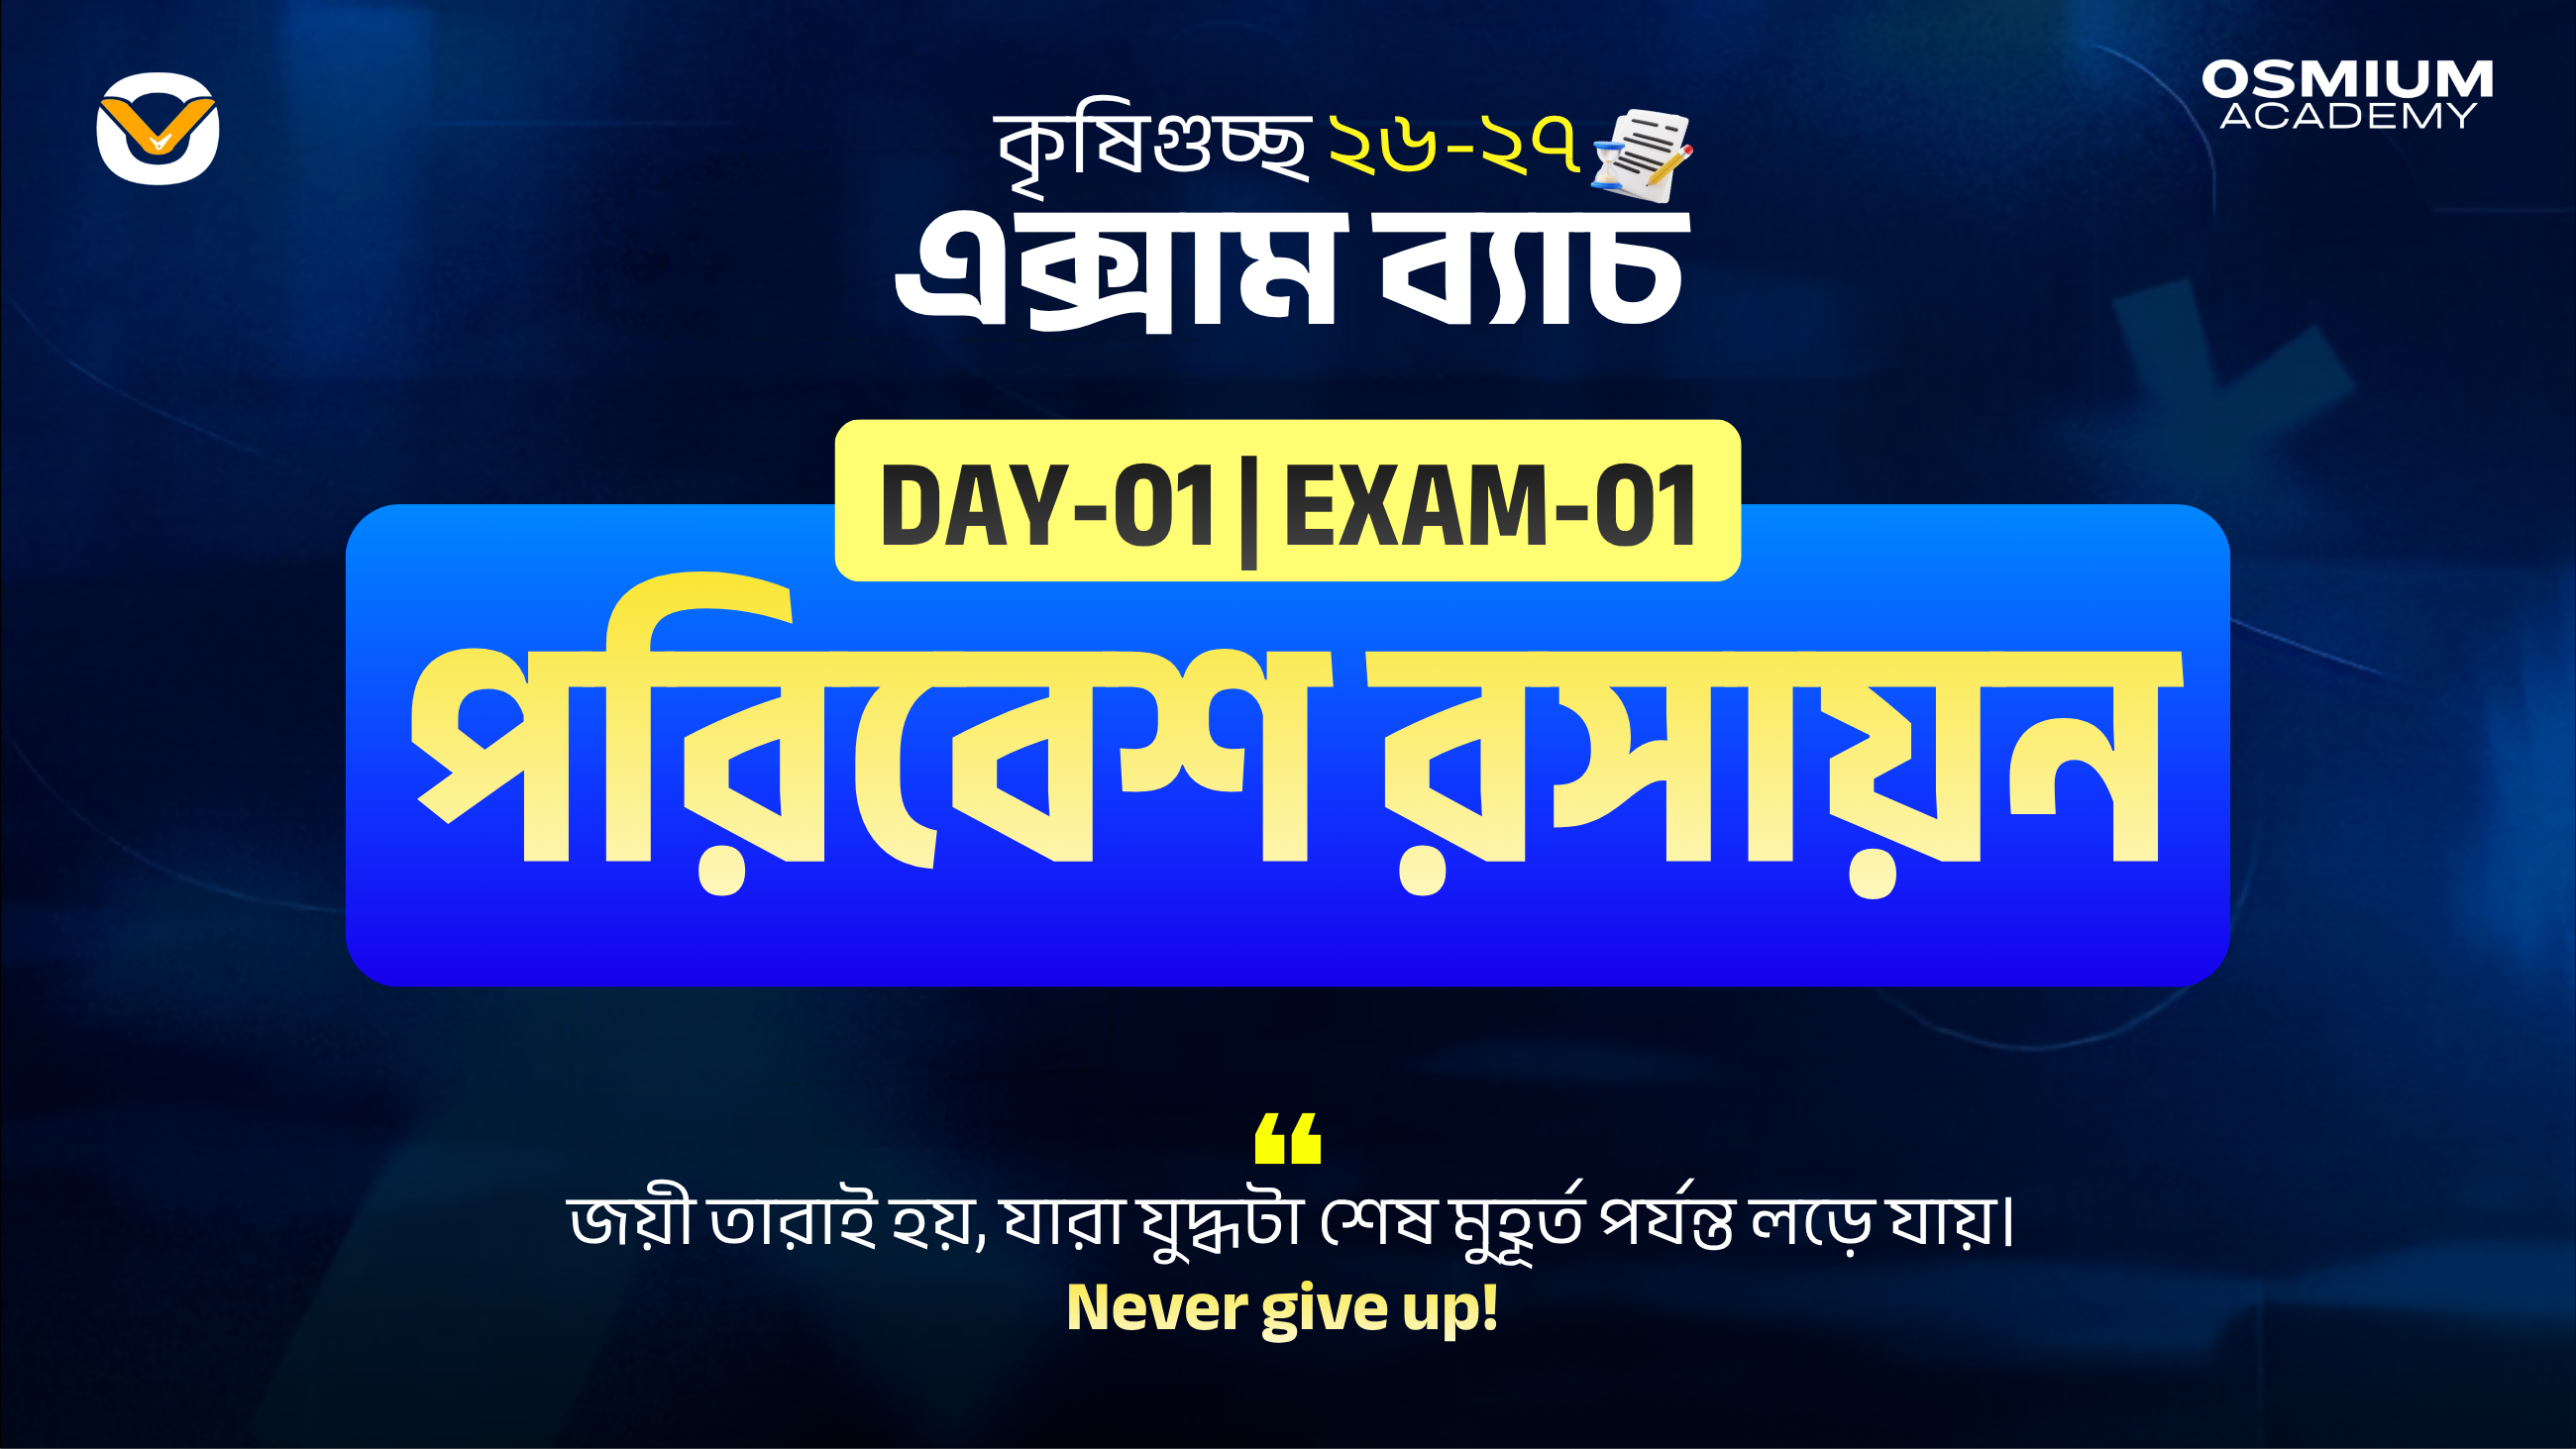 OSMIUM
ACADEMY
কৃষিগুচ্ছ ২৬-২৭
এক্সাম ব্যাচ
DAY-01 | EXAM-01
পরিবেশ রসায়ন
❝
জয়ী তারাই হয়, যারা যুদ্ধটা শেষ মুহূর্ত পর্যন্ত লড়ে যায়।
Never give up!